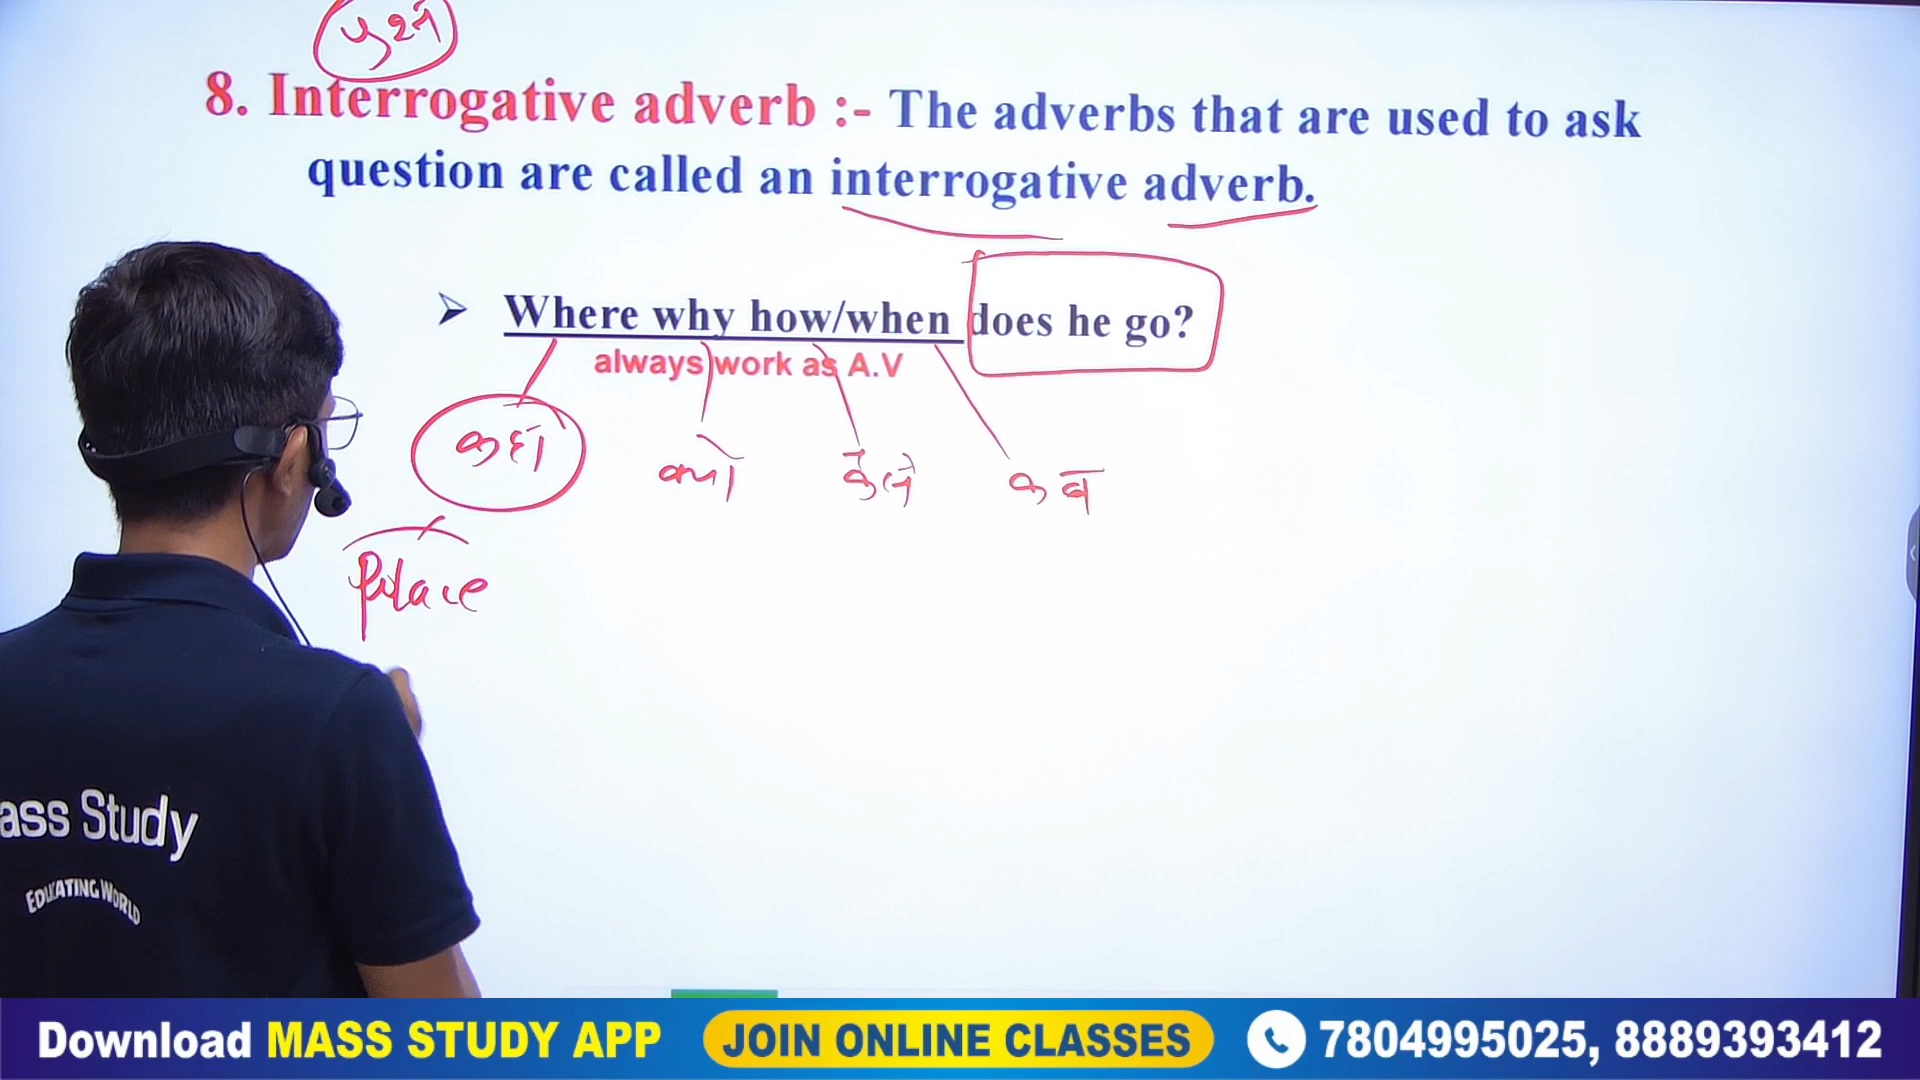 प्रश्न
8. Interrogative adverb :- The adverbs that are used to ask
question are called an interrogative adverb.
➢ Where why how/when does he go?
always work as A.V
कहाँ क्यों कैसे कब
Place
ass Study
EDUCATING WORLD
Download MASS STUDY APP JOIN ONLINE CLASSES 7804995025, 8889393412